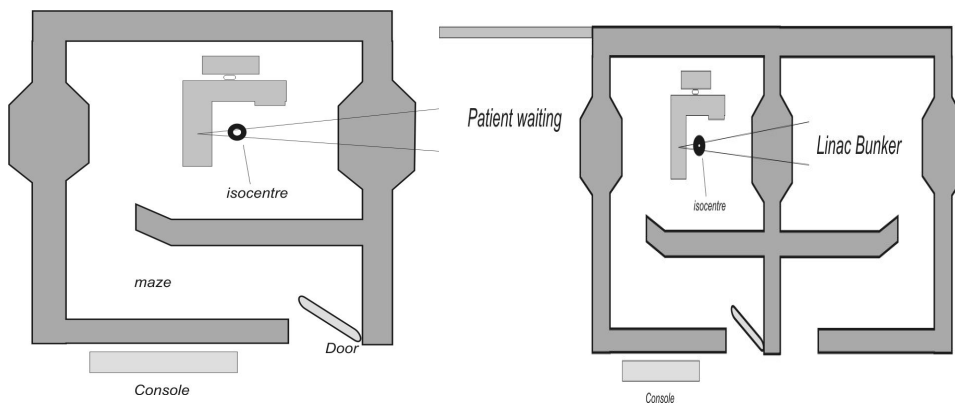 isocentre
maze
Door
Console
Patient waiting
Linac Bunker
isocentre
Console